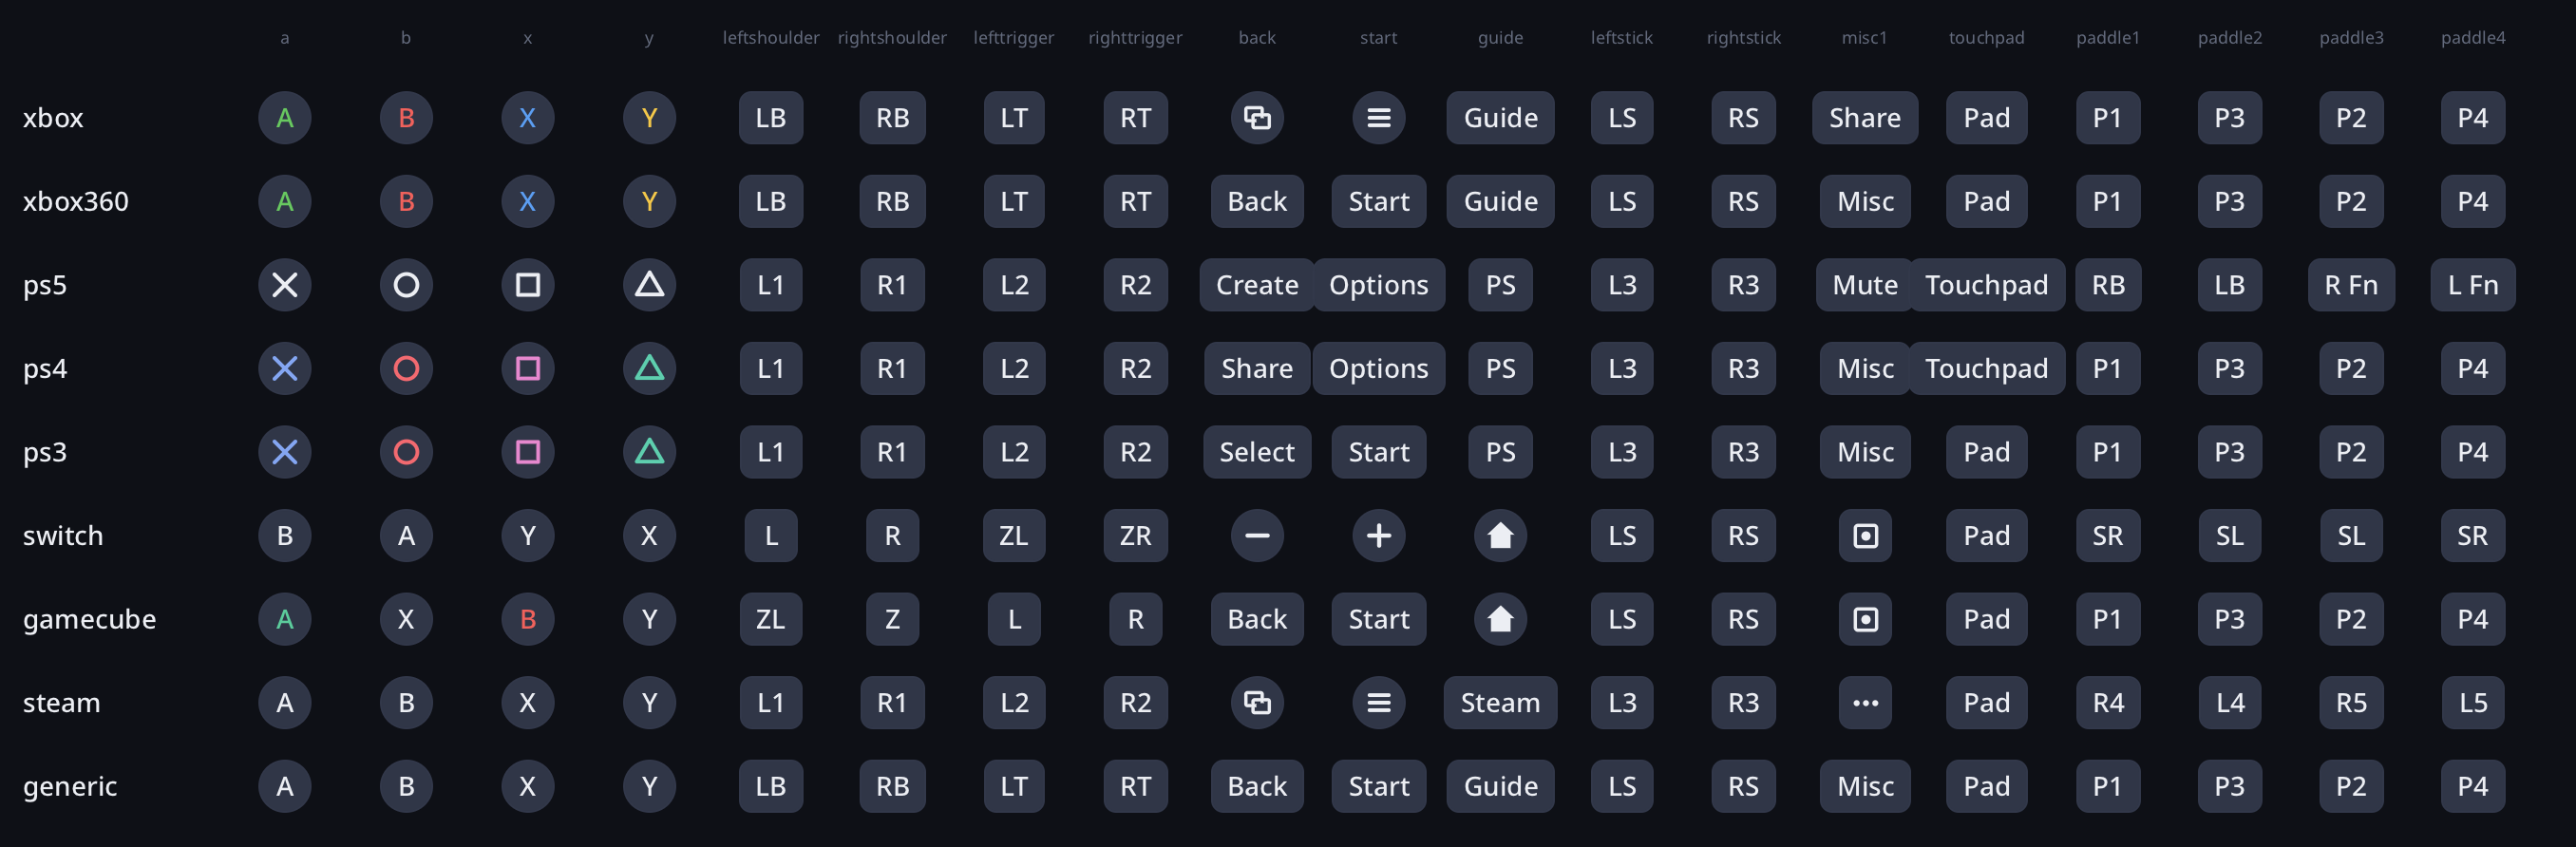 a b x y leftshoulder rightshoulder lefttrigger righttrigger back start guide leftstick rightstick misc1 touchpad paddle1 paddle2 paddle3 paddle4
xbox A B X Y LB RB LT RT Guide LS RS Share Pad P1 P3 P2 P4
xbox360 A B X Y LB RB LT RT Back Start Guide LS RS Misc Pad P1 P3 P2 P4
ps5 L1 R1 L2 R2 Create Options PS L3 R3 Mute Touchpad RB LB R Fn L Fn
ps4 L1 R1 L2 R2 Share Options PS L3 R3 Misc Touchpad P1 P3 P2 P4
ps3 L1 R1 L2 R2 Select Start PS L3 R3 Misc Pad P1 P3 P2 P4
switch B A Y X L R ZL ZR LS RS Pad SR SL SL SR
gamecube A X B Y ZL Z L R Back Start LS RS Pad P1 P3 P2 P4
steam A B X Y L1 R1 L2 R2 Steam L3 R3 Pad R4 L4 R5 L5
generic A B X Y LB RB LT RT Back Start Guide LS RS Misc Pad P1 P3 P2 P4